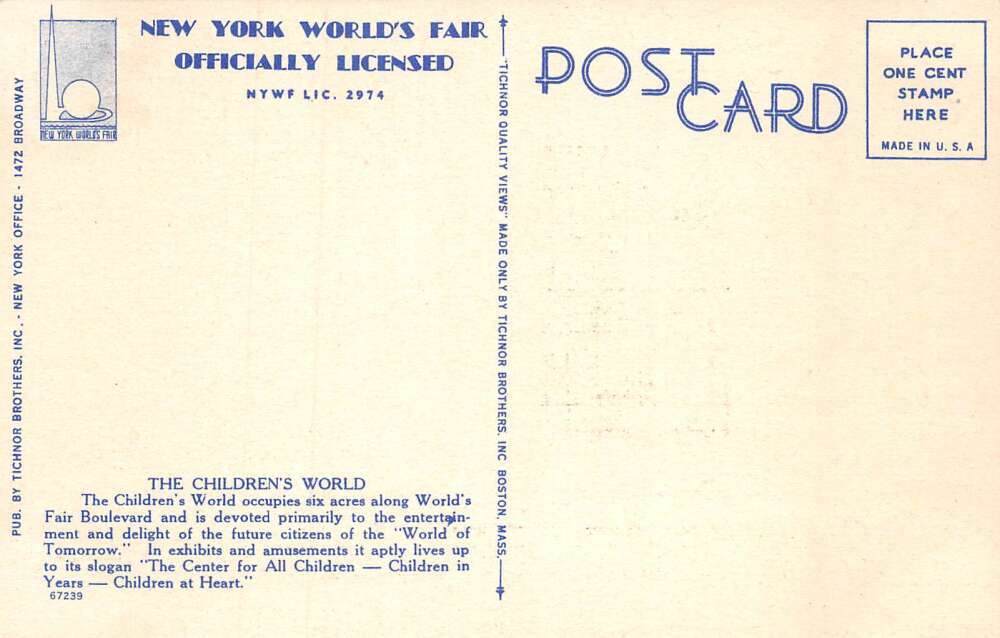 NEW YORK WORLD'S FAIR
OFFICIALLY LICENSED
NYWF LIC. 2974
NEW YORK WORLD'S FAIR
PUB. BY TICHNOR BROTHERS, INC., - NEW YORK OFFICE - 1472 BROADWAY
THE CHILDREN'S WORLD
The Children's World occupies six acres along World's
Fair Boulevard and is devoted primarily to the entertain-
ment and delight of the future citizens of the "World of
Tomorrow." In exhibits and amusements it aptly lives up
to its slogan "The Center for All Children — Children in
Years — Children at Heart."
67239
"TICHNOR QUALITY VIEWS" MADE ONLY BY TICHNOR BROTHERS, INC BOSTON, MASS.
POST
CARD
PLACE
ONE CENT
STAMP
HERE
MADE IN U. S. A